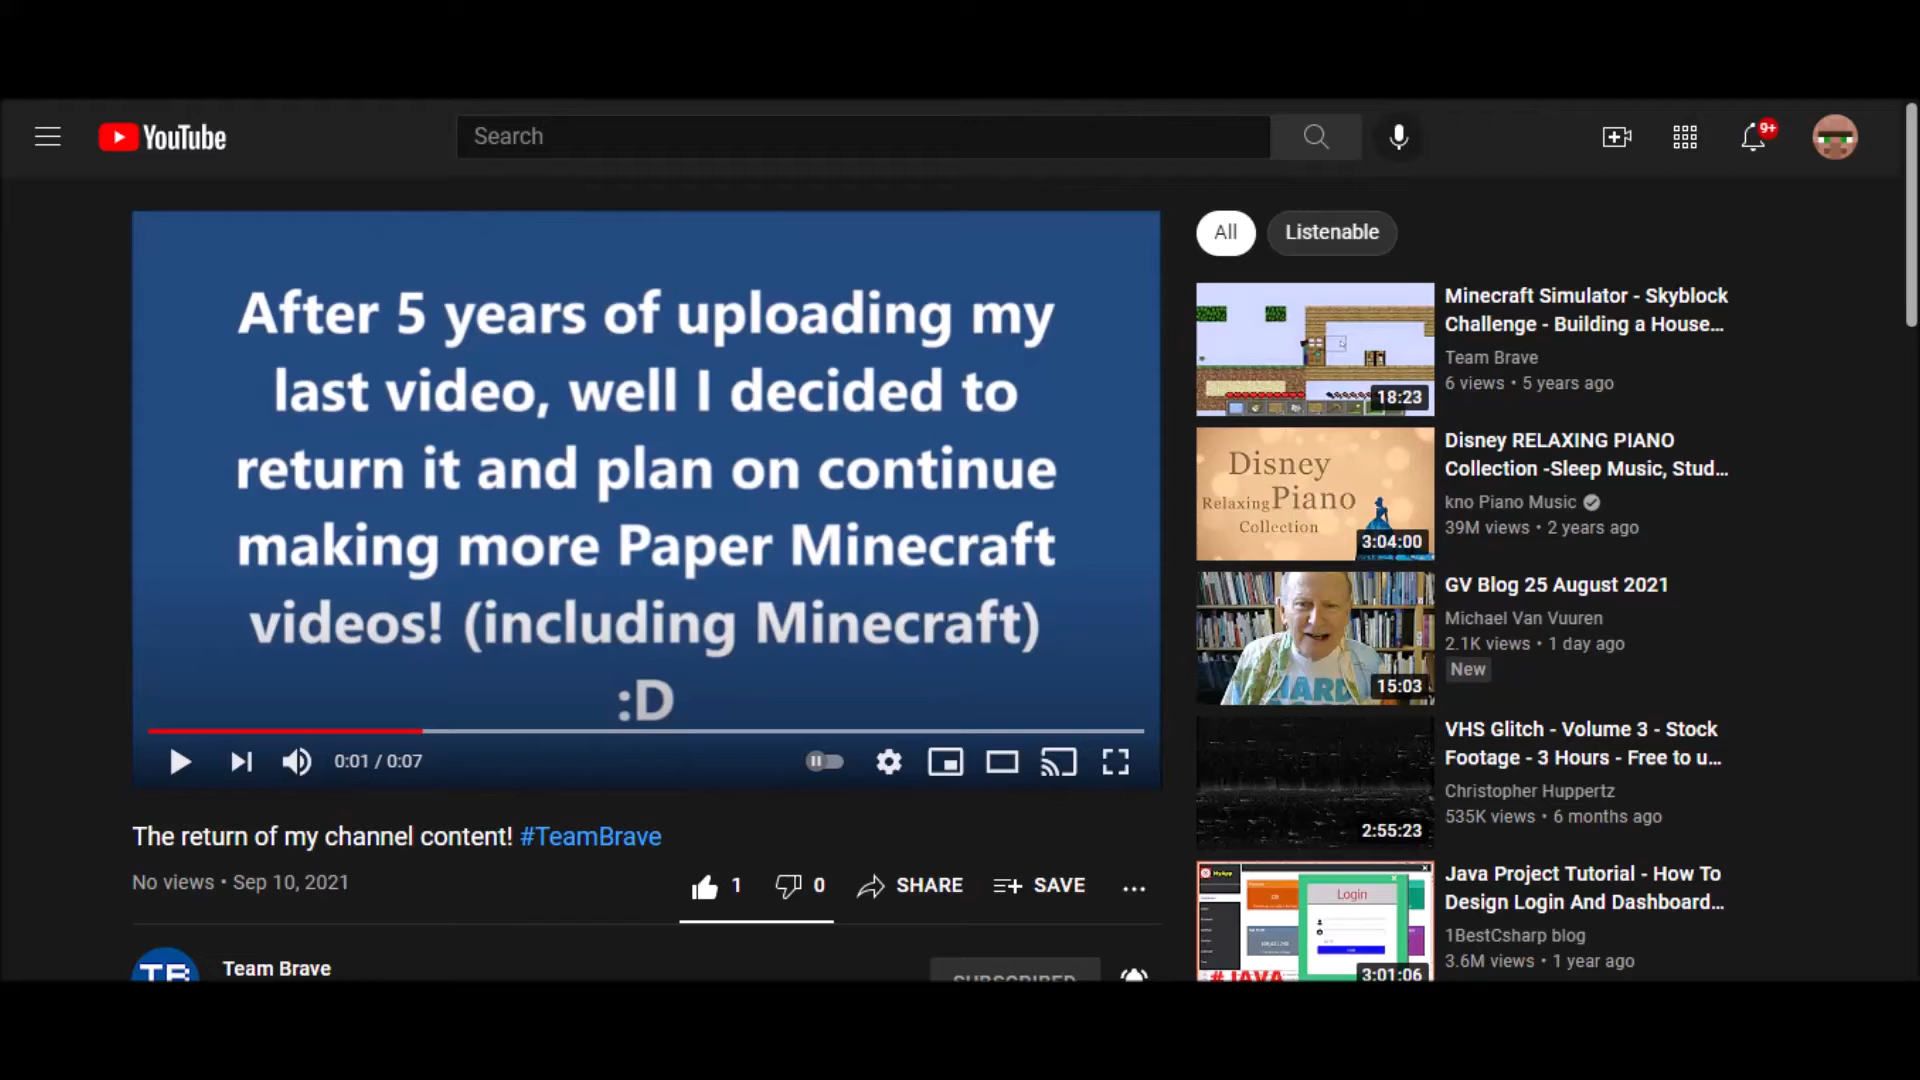 YouTube
Search
9+
After 5 years of uploading my
last video, well I decided to
return it and plan on continue
making more Paper Minecraft
videos! (including Minecraft)
:D
0:01 / 0:07
The return of my channel content! #TeamBrave
No views • Sep 10, 2021
1
0
SHARE
SAVE
TB
Team Brave
SUBSCRIBED
All
Listenable
18:23
Minecraft Simulator - Skyblock
Challenge - Building a House...
Team Brave
6 views • 5 years ago
Disney
Relaxing Piano
Collection
3:04:00
Disney RELAXING PIANO
Collection -Sleep Music, Stud...
kno Piano Music
39M views • 2 years ago
HARD
15:03
GV Blog 25 August 2021
Michael Van Vuuren
2.1K views • 1 day ago
New
2:55:23
VHS Glitch - Volume 3 - Stock
Footage - 3 Hours - Free to u...
Christopher Huppertz
535K views • 6 months ago
MyApp
Login
#JAVA
3:01:06
Java Project Tutorial - How To
Design Login And Dashboard...
1BestCsharp blog
3.6M views • 1 year ago